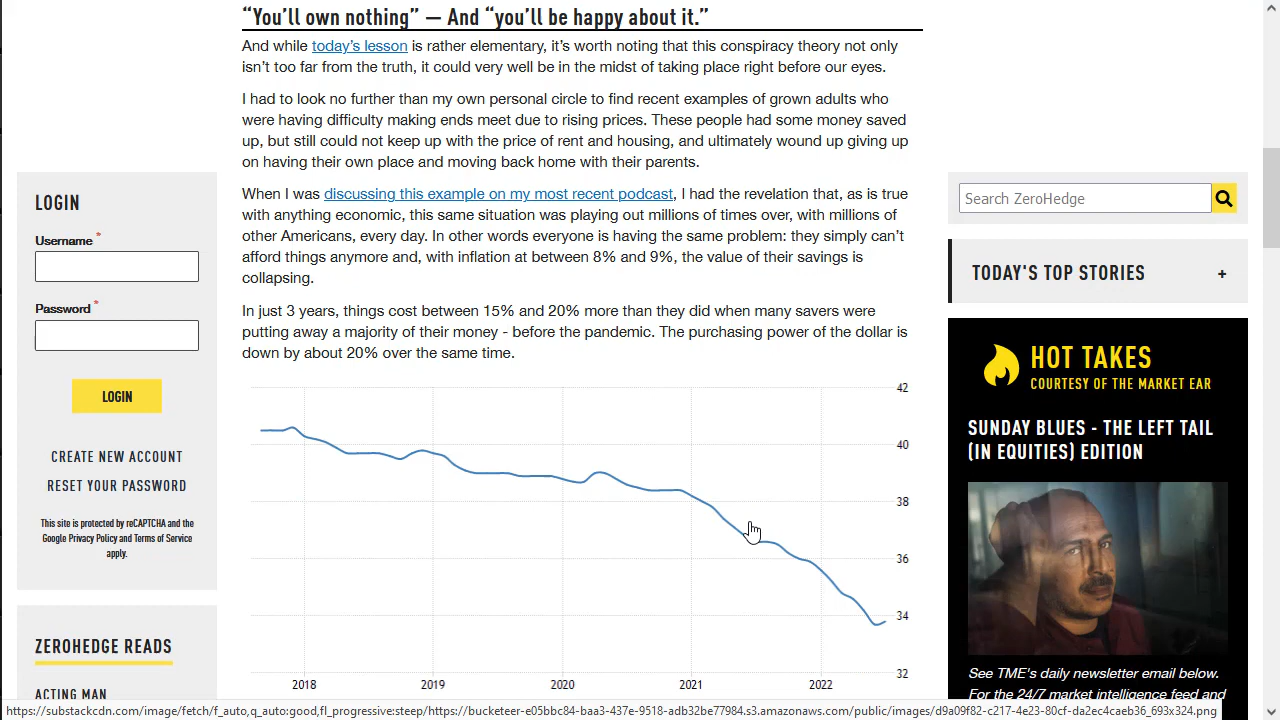 “You’ll own nothing” — And “you’ll be happy about it.”
And while today’s lesson is rather elementary, it’s worth noting that this conspiracy theory not only
isn’t too far from the truth, it could very well be in the midst of taking place right before our eyes.
I had to look no further than my own personal circle to find recent examples of grown adults who
were having difficulty making ends meet due to rising prices. These people had some money saved
up, but still could not keep up with the price of rent and housing, and ultimately wound up giving up
on having their own place and moving back home with their parents.
When I was discussing this example on my most recent podcast, I had the revelation that, as is true
with anything economic, this same situation was playing out millions of times over, with millions of
other Americans, every day. In other words everyone is having the same problem: they simply can’t
afford things anymore and, with inflation at between 8% and 9%, the value of their savings is
collapsing.
In just 3 years, things cost between 15% and 20% more than they did when many savers were
putting away a majority of their money - before the pandemic. The purchasing power of the dollar is
down by about 20% over the same time.
42
40
38
36
34
32
2018
2019
2020
2021
2022
LOGIN
Username *
Password *
LOGIN
CREATE NEW ACCOUNT
RESET YOUR PASSWORD
This site is protected by reCAPTCHA and the
Google Privacy Policy and Terms of Service
apply.
ZEROHEDGE READS
ACTING MAN
Search ZeroHedge
TODAY'S TOP STORIES +
HOT TAKES
COURTESY OF THE MARKET EAR
SUNDAY BLUES - THE LEFT TAIL
(IN EQUITIES) EDITION
See TME's daily newsletter email below.
For the 24/7 market intelligence feed and
https://substackcdn.com/image/fetch/f_auto,q_auto:good,fl_progressive:steep/https://bucketeer-e05bbc84-baa3-437e-9518-adb32be77984.s3.amazonaws.com/public/images/d9a09f82-c217-4e23-80cf-da2ec4caeb36_693x324.png